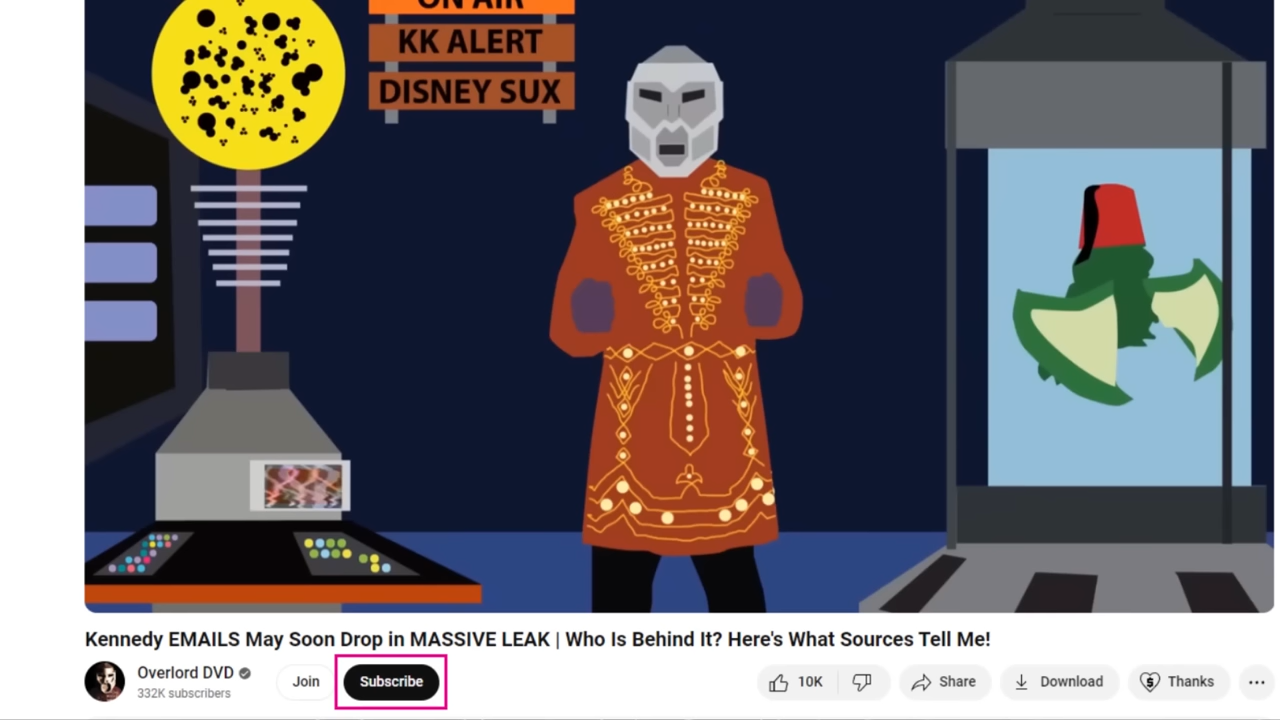 ON AIR
KK ALERT
DISNEY SUX
Kennedy EMAILS May Soon Drop in MASSIVE LEAK | Who Is Behind It? Here's What Sources Tell Me!
Overlord DVD
332K subscribers
Join
Subscribe
10K
Share
Download
Thanks